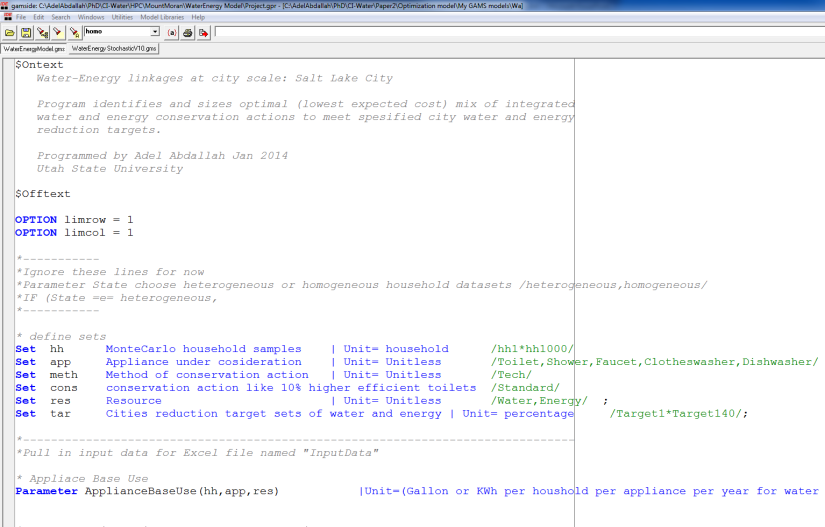 gamside: C:\AdelAbdallah\PhD\CI-Water\HPC\MountMoran\WaterEnergy Model\Project.gpr - [C:\AdelAbdallah\PhD\CI-Water\Paper2\Optimization model\My GAMS models\Wa]
File Edit Search Windows Utilities Model Libraries Help
homo (a)
WaterEnergyModel.gms WaterEnergy StochasticV10.gms
$Ontext
Water-Energy linkages at city scale: Salt Lake City
Program identifies and sizes optimal (lowest expected cost) mix of integrated
water and energy conservation actions to meet spesified city water and energy
reduction targets.
Programmed by Adel Abdallah Jan 2014
Utah State University
$Offtext
OPTION limrow = 1
OPTION limcol = 1
*-----------
*Ignore these lines for now
*Parameter State choose heterogeneous or homogeneous household datasets /heterogeneous,homogeneous/
*IF (State =e= heterogeneous,
*-----------
* define sets
Set hh MonteCarlo household samples | Unit= household /hh1*hh1000/
Set app Appliance under cosideration | Unit= Unitless /Toilet,Shower,Faucet,Clotheswasher,Dishwasher/
Set meth Method of conservation action | Unit= Unitless /Tech/
Set cons conservation action like 10% higher efficient toilets /Standard/
Set res Resource | Unit= Unitless /Water,Energy/ ;
Set tar Cities reduction target sets of water and energy | Unit= percentage /Target1*Target140/;
*-----------------------------------------------------------------------------------
*Pull in input data for Excel file named "InputData"
* Appliace Base Use
Parameter ApplianceBaseUse(hh,app,res) |Unit=(Gallon or KWh per houshold per appliance per year for water